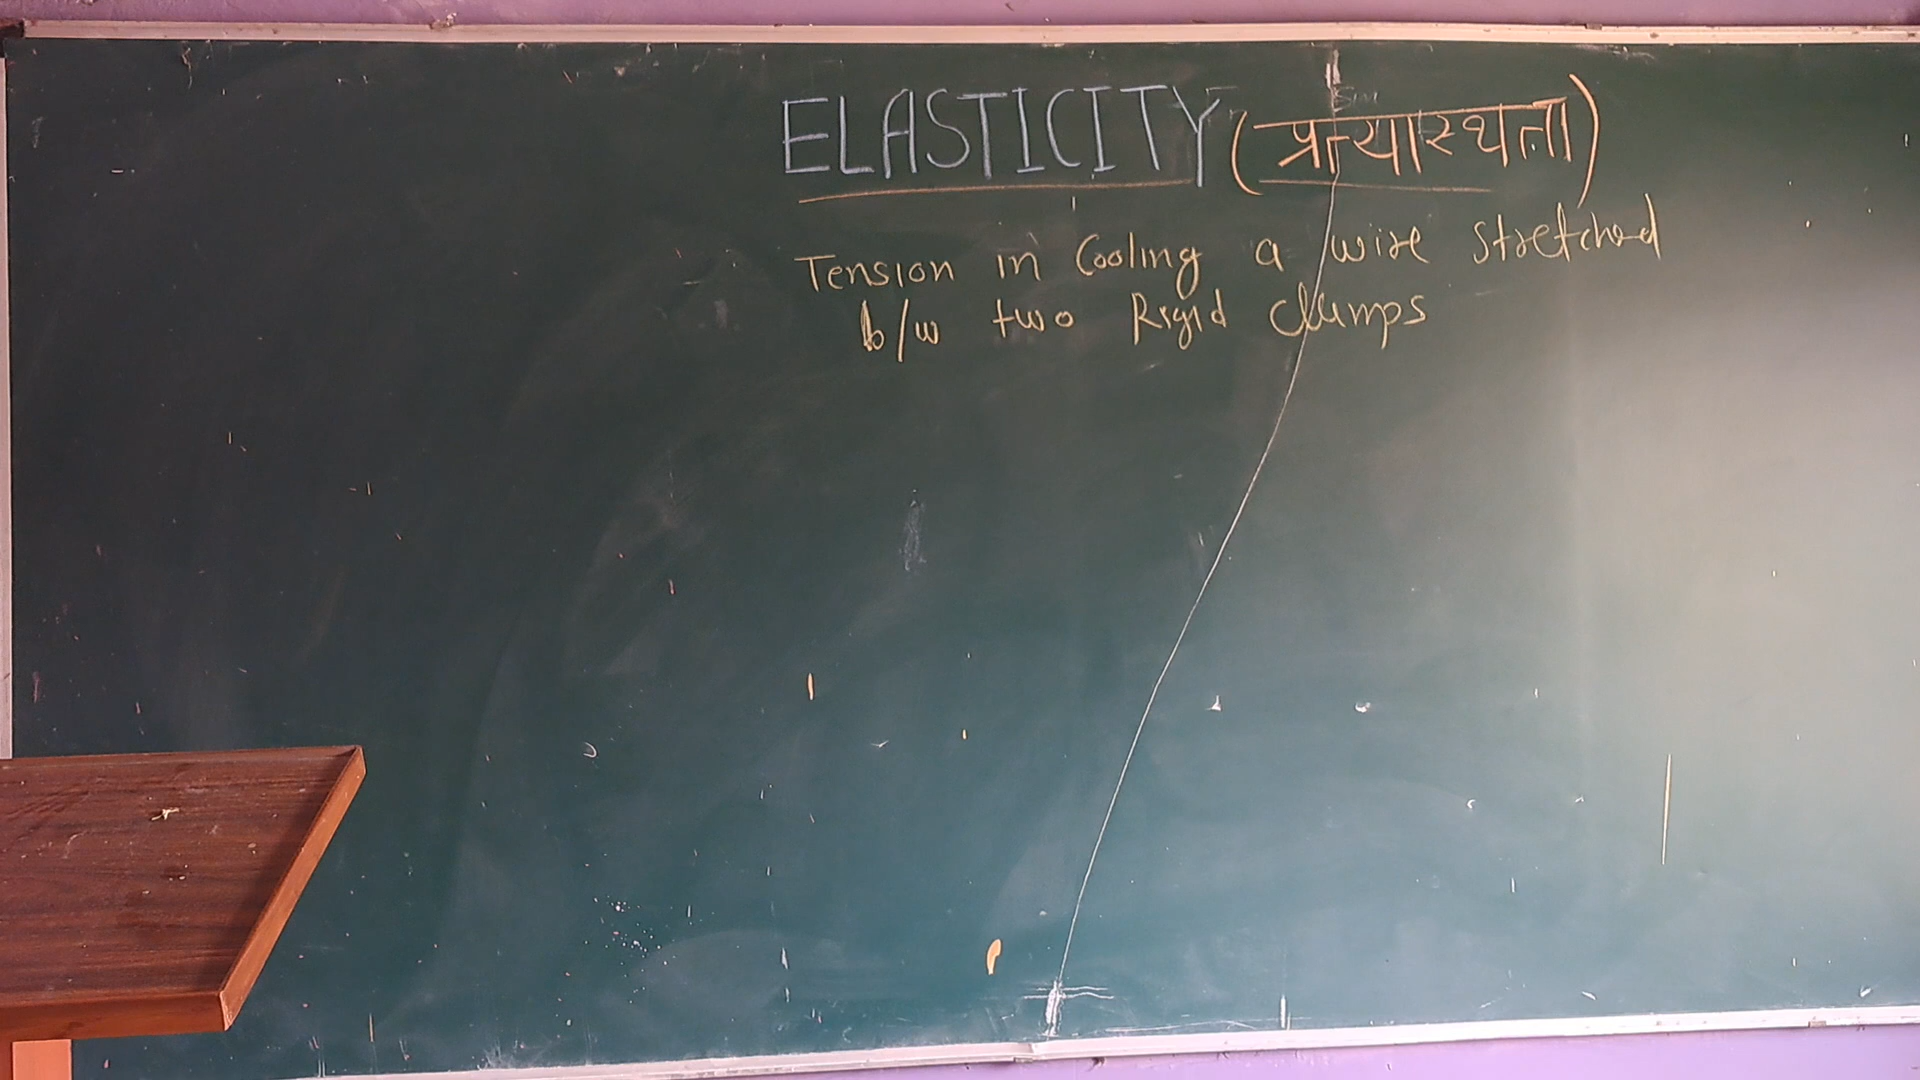 ELASTICITY (प्रत्यास्थता)
Tension in Cooling a wire stretched
b/w two Rigid Clamps